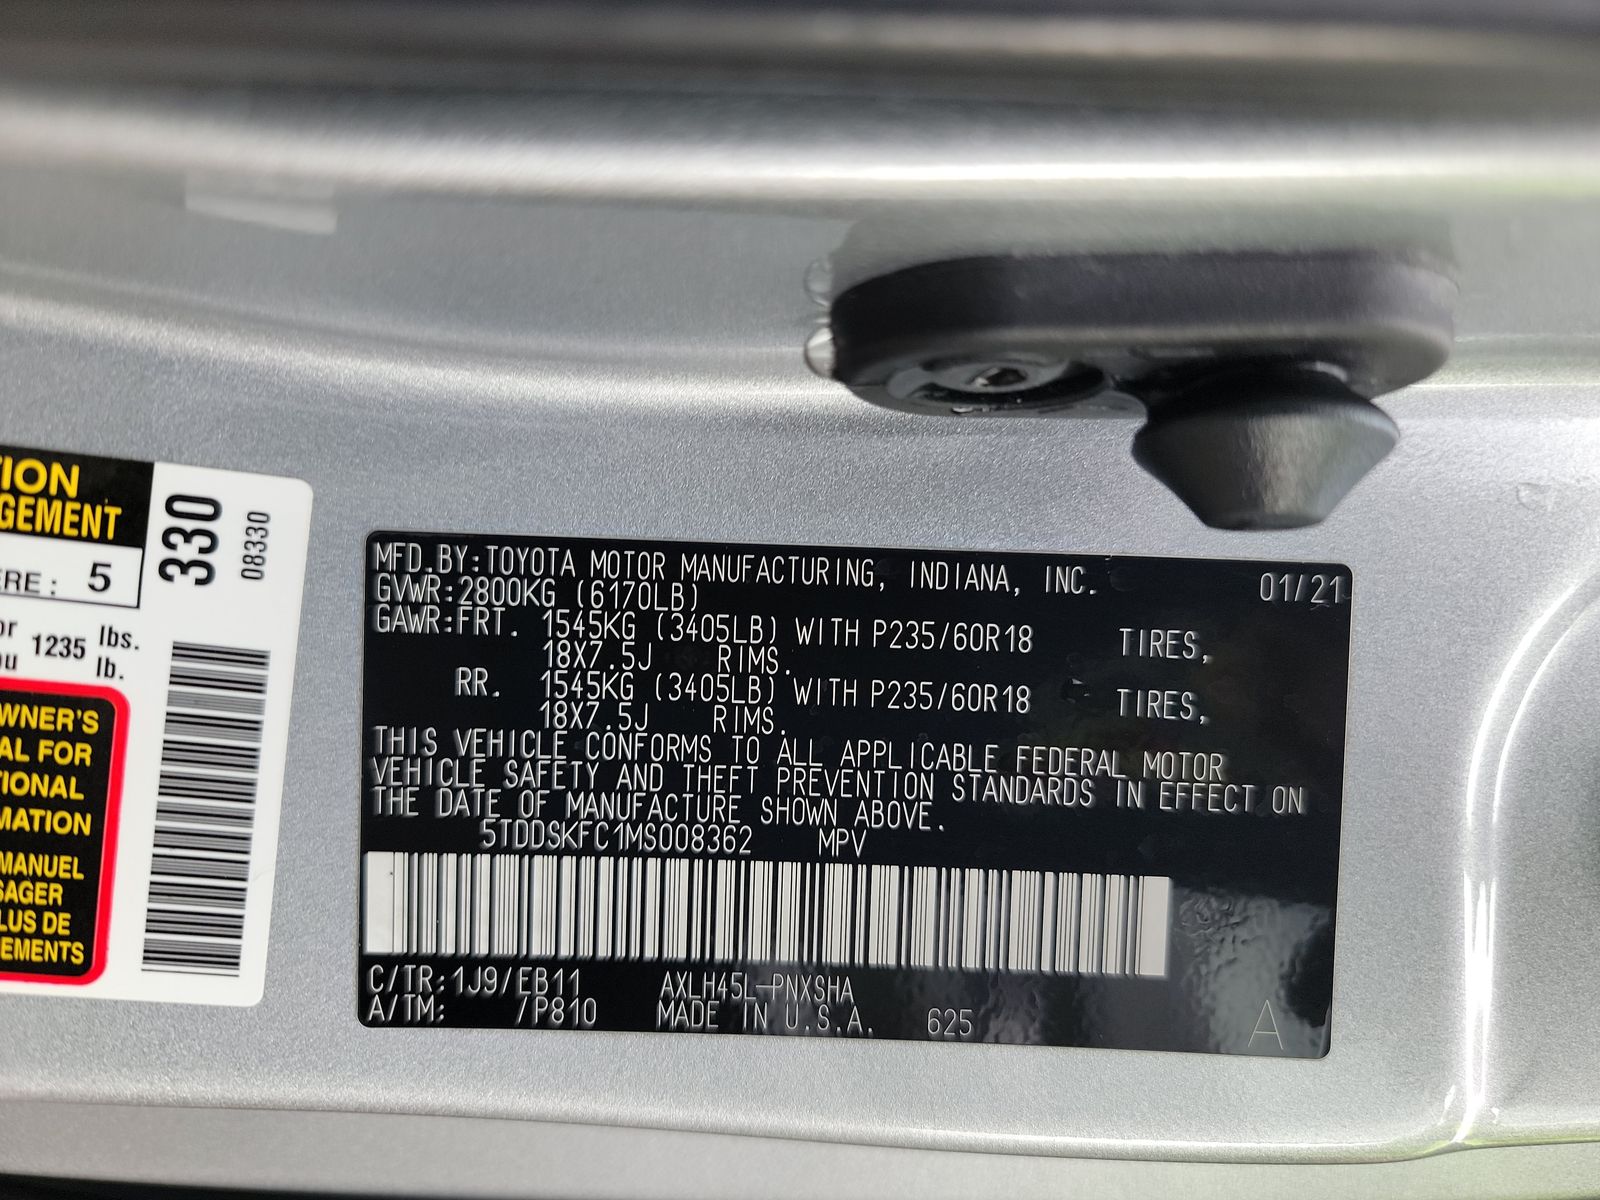 TION
GEMENT
ERE: 5
or
1235 lbs.
lb.
WNER'S
AL FOR
TIONAL
MATION
MANUEL
SAGER
LUS DE
EMENTS
330
08330
MFD.BY:TOYOTA MOTOR MANUFACTURING, INDIANA, INC. 01/21
GVWR:2800KG (6170LB)
GAWR:FRT. 1545KG (3405LB) WITH P235/60R18 TIRES,
18X7.5J RIMS.
RR. 1545KG (3405LB) WITH P235/60R18 TIRES,
18X7.5J RIMS.
THIS VEHICLE CONFORMS TO ALL APPLICABLE FEDERAL MOTOR
VEHICLE SAFETY AND THEFT PREVENTION STANDARDS IN EFFECT ON
THE DATE OF MANUFACTURE SHOWN ABOVE.
5TDDSKFC1MS008362 MPV
C/TR:1J9/EB11 AXLH45L-PNXSHA
A/TM: /P810 MADE IN U.S.A. 625 A